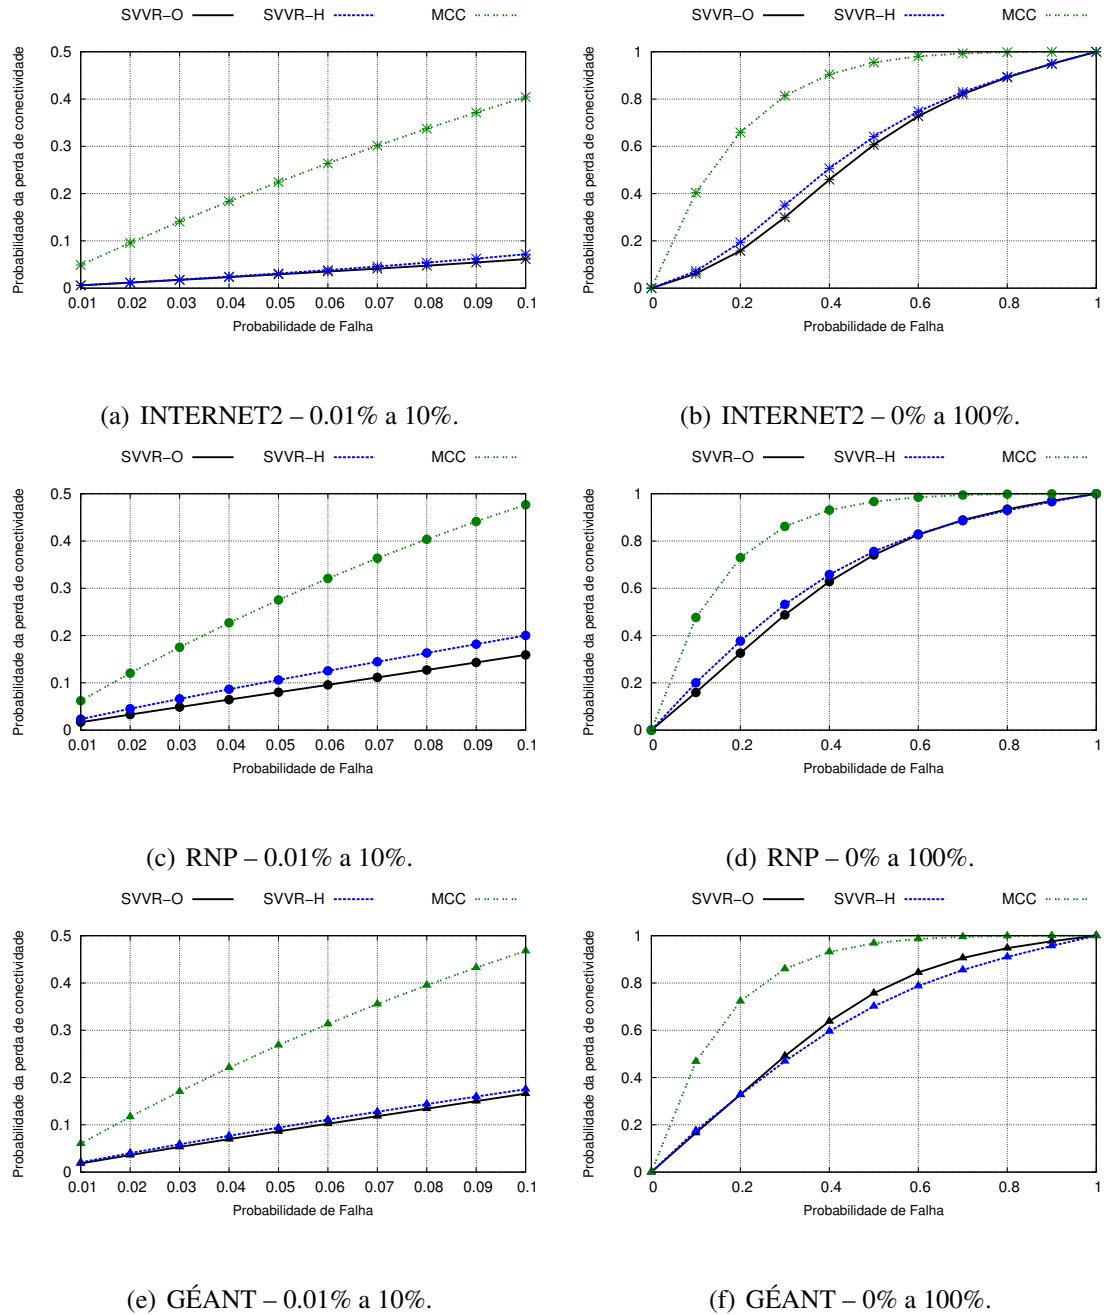 SVVR−O SVVR−H MCC
Probabilidade da perda de conectividade
0.5
0.4
0.3
0.2
0.1
0
0.01 0.02 0.03 0.04 0.05 0.06 0.07 0.08 0.09 0.1
Probabilidade de Falha
(a) INTERNET2 – 0.01% a 10%.
SVVR−O SVVR−H MCC
Probabilidade da perda de conectividade
1
0.8
0.6
0.4
0.2
0
0 0.2 0.4 0.6 0.8 1
Probabilidade de Falha
(b) INTERNET2 – 0% a 100%.
SVVR−O SVVR−H MCC
Probabilidade da perda de conectividade
0.5
0.4
0.3
0.2
0.1
0
0.01 0.02 0.03 0.04 0.05 0.06 0.07 0.08 0.09 0.1
Probabilidade de Falha
(c) RNP – 0.01% a 10%.
SVVR−O SVVR−H MCC
Probabilidade da perda de conectividade
1
0.8
0.6
0.4
0.2
0
0 0.2 0.4 0.6 0.8 1
Probabilidade de Falha
(d) RNP – 0% a 100%.
SVVR−O SVVR−H MCC
Probabilidade da perda de conectividade
0.5
0.4
0.3
0.2
0.1
0
0.01 0.02 0.03 0.04 0.05 0.06 0.07 0.08 0.09 0.1
Probabilidade de Falha
(e) GÉANT – 0.01% a 10%.
SVVR−O SVVR−H MCC
Probabilidade da perda de conectividade
1
0.8
0.6
0.4
0.2
0
0 0.2 0.4 0.6 0.8 1
Probabilidade de Falha
(f) GÉANT – 0% a 100%.